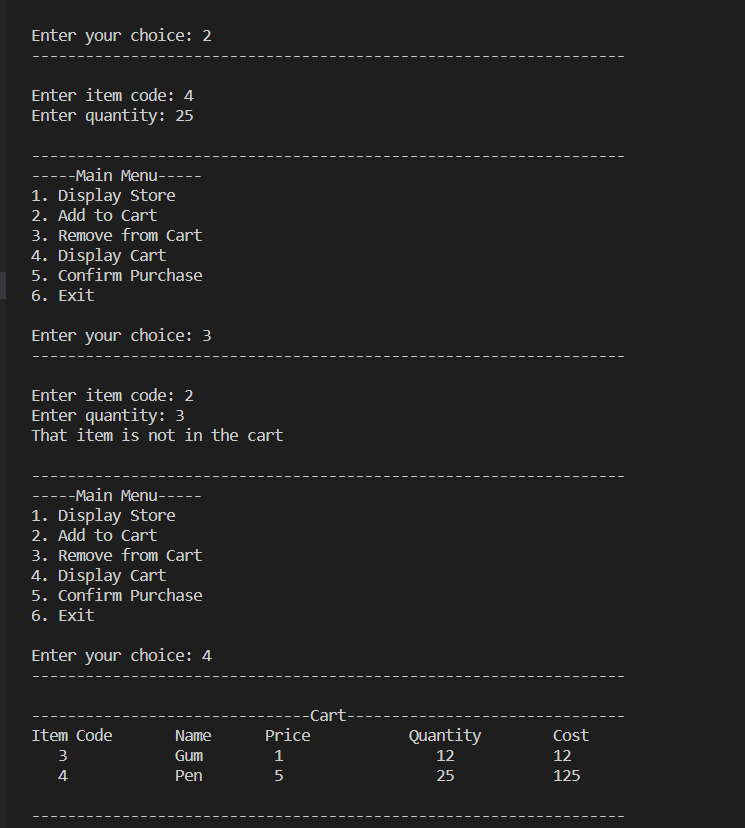 Enter your choice: 2
------------------------------------------------------------------

Enter item code: 4
Enter quantity: 25

------------------------------------------------------------------
-----Main Menu-----
1. Display Store
2. Add to Cart
3. Remove from Cart
4. Display Cart
5. Confirm Purchase
6. Exit

Enter your choice: 3
------------------------------------------------------------------

Enter item code: 2
Enter quantity: 3
That item is not in the cart

------------------------------------------------------------------
-----Main Menu-----
1. Display Store
2. Add to Cart
3. Remove from Cart
4. Display Cart
5. Confirm Purchase
6. Exit

Enter your choice: 4
------------------------------------------------------------------

-------------------------------Cart-------------------------------
Item Code       Name      Price           Quantity        Cost
   3            Gum        1                 12           12
   4            Pen        5                 25           125

------------------------------------------------------------------